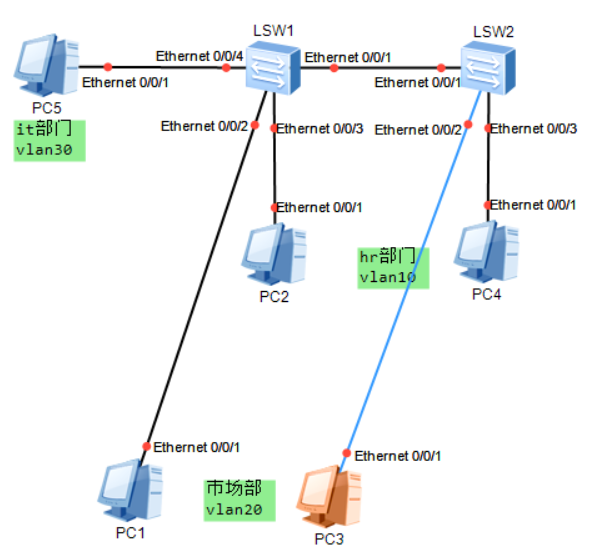 LSW1
LSW2
Ethernet 0/0/4
Ethernet 0/0/1
Ethernet 0/0/1
Ethernet 0/0/1
PC5
it部门
vlan30
Ethernet 0/0/2
Ethernet 0/0/3
Ethernet 0/0/2
Ethernet 0/0/3
Ethernet 0/0/1
Ethernet 0/0/1
hr部门
vlan10
PC2
PC4
Ethernet 0/0/1
Ethernet 0/0/1
市场部
vlan20
PC1
PC3